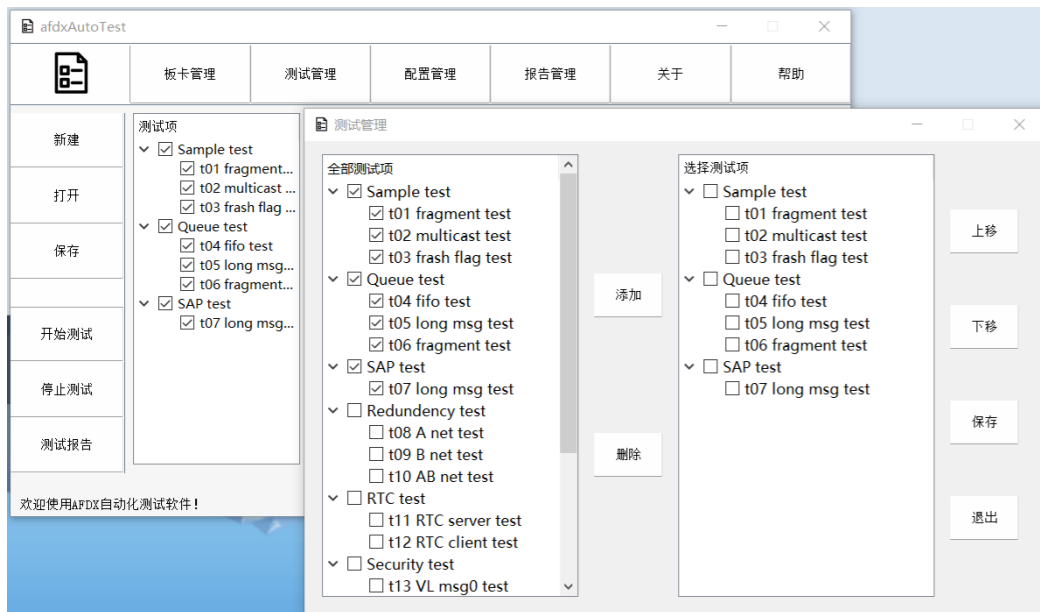 afdxAutoTest
板卡管理 测试管理 配置管理 报告管理 关于 帮助
新建
打开
保存
开始测试
停止测试
测试报告
测试项
Sample test
t01 fragment...
t02 multicast ...
t03 frash flag ...
Queue test
t04 fifo test
t05 long msg...
t06 fragment...
SAP test
t07 long msg...
欢迎使用AFDX自动化测试软件!
测试管理
全部测试项
Sample test
t01 fragment test
t02 multicast test
t03 frash flag test
Queue test
t04 fifo test
t05 long msg test
t06 fragment test
SAP test
t07 long msg test
Redundency test
t08 A net test
t09 B net test
t10 AB net test
RTC test
t11 RTC server test
t12 RTC client test
Security test
t13 VL msg0 test
添加
删除
选择测试项
Sample test
t01 fragment test
t02 multicast test
t03 frash flag test
Queue test
t04 fifo test
t05 long msg test
t06 fragment test
SAP test
t07 long msg test
上移
下移
保存
退出